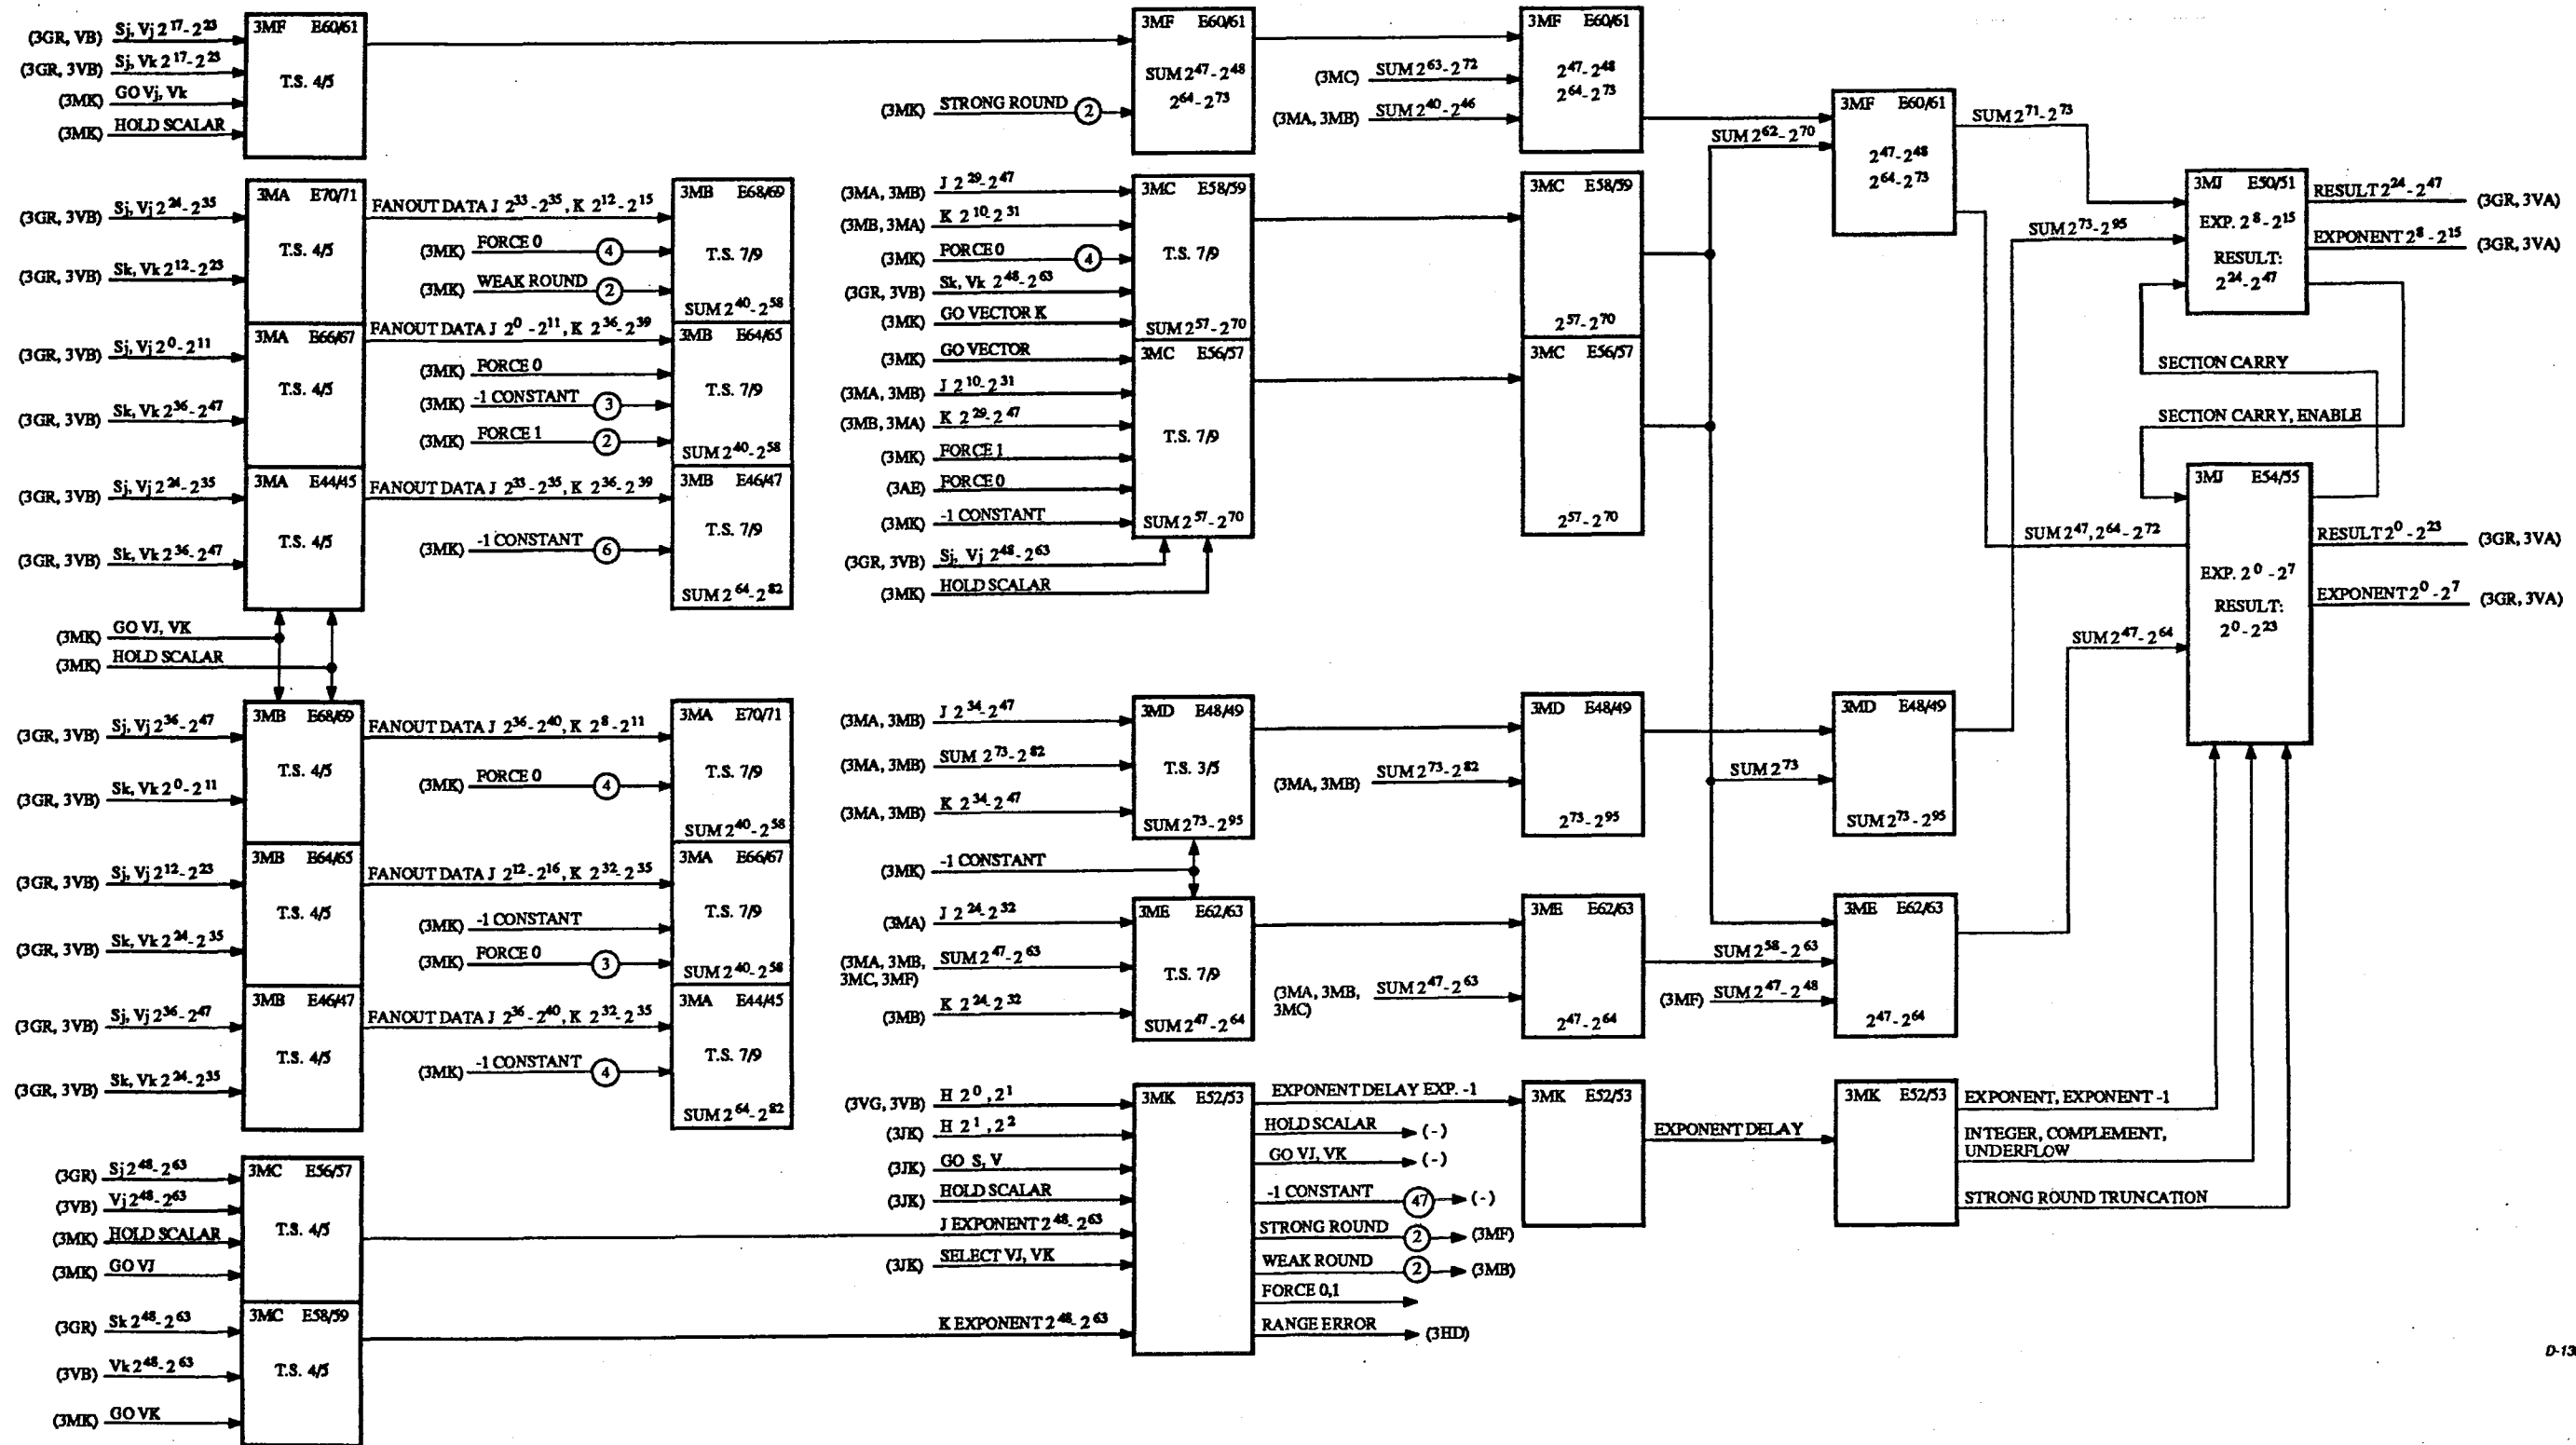 (3GR, VB) Sj, Vj 2^17 - 2^23
(3GR, 3VB) Sj, Vk 2^17 - 2^23
(3MK) GO Vj, Vk
(3MK) HOLD SCALAR
3MF E60/61
T.S. 4/5
(3MK) STRONG ROUND 2
3MF E60/61
SUM 2^47 - 2^48
2^64 - 2^73
(3MC) SUM 2^63 - 2^72
(3MA, 3MB) SUM 2^40 - 2^46
3MF E60/61
2^47 - 2^48
2^64 - 2^73
SUM 2^62 - 2^70
3MF E60/61
2^47 - 2^48
2^64 - 2^73
SUM 2^71 - 2^73
SUM 2^73 - 2^95
3MJ E50/51
EXP. 2^8 - 2^15
RESULT:
2^24 - 2^47
RESULT 2^24 - 2^47 (3GR, 3VA)
EXPONENT 2^8 - 2^15 (3GR, 3VA)
SECTION CARRY
SECTION CARRY, ENABLE
(3GR, 3VB) Sj, Vj 2^24 - 2^35
(3GR, 3VB) Sk, Vk 2^12 - 2^23
3MA E70/71
T.S. 4/5
FANOUT DATA J 2^33 - 2^35, K 2^12 - 2^15
(3MK) FORCE 0 4
(3MK) WEAK ROUND 2
3MB E68/69
T.S. 7/9
SUM 2^40 - 2^58
(3GR, 3VB) Sj, Vj 2^0 - 2^11
(3GR, 3VB) Sk, Vk 2^36 - 2^47
3MA E66/67
T.S. 4/5
FANOUT DATA J 2^0 - 2^11, K 2^36 - 2^39
(3MK) FORCE 0
(3MK) -1 CONSTANT 3
(3MK) FORCE 1 2
3MB E64/65
T.S. 7/9
SUM 2^40 - 2^58
(3GR, 3VB) Sj, Vj 2^24 - 2^35
(3GR, 3VB) Sk, Vk 2^36 - 2^47
3MA E44/45
T.S. 4/5
FANOUT DATA J 2^33 - 2^35, K 2^36 - 2^39
(3MK) -1 CONSTANT 6
3MB E46/47
T.S. 7/9
SUM 2^64 - 2^82
(3MK) GO VJ, VK
(3MK) HOLD SCALAR
(3MA, 3MB) J 2^29 - 2^47
(3MB, 3MA) K 2^10 - 2^31
(3MK) FORCE 0 4
(3GR, 3VB) Sk, Vk 2^48 - 2^63
(3MK) GO VECTOR K
3MC E58/59
T.S. 7/9
SUM 2^57 - 2^70
(3MK) GO VECTOR
(3MA, 3MB) J 2^10 - 2^31
(3MB, 3MA) K 2^29 - 2^47
(3MK) FORCE 1
(3AE) FORCE 0
(3MK) -1 CONSTANT
(3GR, 3VB) Sj, Vj 2^48 - 2^63
(3MK) HOLD SCALAR
3MC E56/57
T.S. 7/9
SUM 2^57 - 2^70
3MC E58/59
2^57 - 2^70
3MC E56/57
2^57 - 2^70
SUM 2^47, 2^64 - 2^72
SUM 2^47 - 2^64
3MJ E54/55
EXP. 2^0 - 2^7
RESULT:
2^0 - 2^23
RESULT 2^0 - 2^23 (3GR, 3VA)
EXPONENT 2^0 - 2^7 (3GR, 3VA)
(3GR, 3VB) Sj, Vj 2^36 - 2^47
(3GR, 3VB) Sk, Vk 2^0 - 2^11
3MB E68/69
T.S. 4/5
FANOUT DATA J 2^36 - 2^40, K 2^8 - 2^11
(3MK) FORCE 0 4
3MA E70/71
T.S. 7/9
SUM 2^40 - 2^58
(3GR, 3VB) Sj, Vj 2^12 - 2^23
(3GR, 3VB) Sk, Vk 2^24 - 2^35
3MB E64/65
T.S. 4/5
FANOUT DATA J 2^12 - 2^16, K 2^32 - 2^35
(3MK) -1 CONSTANT
(3MK) FORCE 0 3
3MA E66/67
T.S. 7/9
SUM 2^40 - 2^58
(3GR, 3VB) Sj, Vj 2^36 - 2^47
(3GR, 3VB) Sk, Vk 2^24 - 2^35
3MB E46/47
T.S. 4/5
FANOUT DATA J 2^36 - 2^40, K 2^32 - 2^35
(3MK) -1 CONSTANT 4
3MA E44/45
T.S. 7/9
SUM 2^64 - 2^82
(3MA, 3MB) J 2^34 - 2^47
(3MA, 3MB) SUM 2^73 - 2^82
(3MA, 3MB) K 2^34 - 2^47
3MD E48/49
T.S. 3/5
SUM 2^73 - 2^95
(3MK) -1 CONSTANT
(3MA, 3MB) SUM 2^73 - 2^82
3MD E48/49
2^73 - 2^95
SUM 2^73
3MD E48/49
SUM 2^73 - 2^95
(3MA) J 2^24 - 2^32
(3MA, 3MB, 3MC, 3MF) SUM 2^47 - 2^63
(3MB) K 2^24 - 2^32
3ME E62/63
T.S. 7/9
SUM 2^47 - 2^64
(3MA, 3MB, 3MC) SUM 2^47 - 2^63
3ME E62/63
2^47 - 2^64
SUM 2^58 - 2^63
(3MF) SUM 2^47 - 2^48
3ME E62/63
2^47 - 2^64
(3GR) Sj 2^48 - 2^63
(3VB) Vj 2^48 - 2^63
(3MK) HOLD SCALAR
(3MK) GO VJ
3MC E56/57
T.S. 4/5
(3GR) Sk 2^48 - 2^63
(3VB) Vk 2^48 - 2^63
(3MK) GO VK
3MC E58/59
T.S. 4/5
(3VG, 3VB) H 2^0, 2^1
(3JK) H 2^1, 2^2
(3JK) GO S, V
(3JK) HOLD SCALAR
J EXPONENT 2^48 - 2^63
(3JK) SELECT VJ, VK
K EXPONENT 2^48 - 2^63
3MK E52/53
EXPONENT DELAY EXP. -1
HOLD SCALAR (-)
GO VJ, VK (-)
-1 CONSTANT 47 (-)
STRONG ROUND 2 (3MF)
WEAK ROUND 2 (3MB)
FORCE 0,1
RANGE ERROR (3HD)
3MK E52/53
EXPONENT DELAY
3MK E52/53
EXPONENT, EXPONENT -1
INTEGER, COMPLEMENT,
UNDERFLOW
STRONG ROUND TRUNCATION